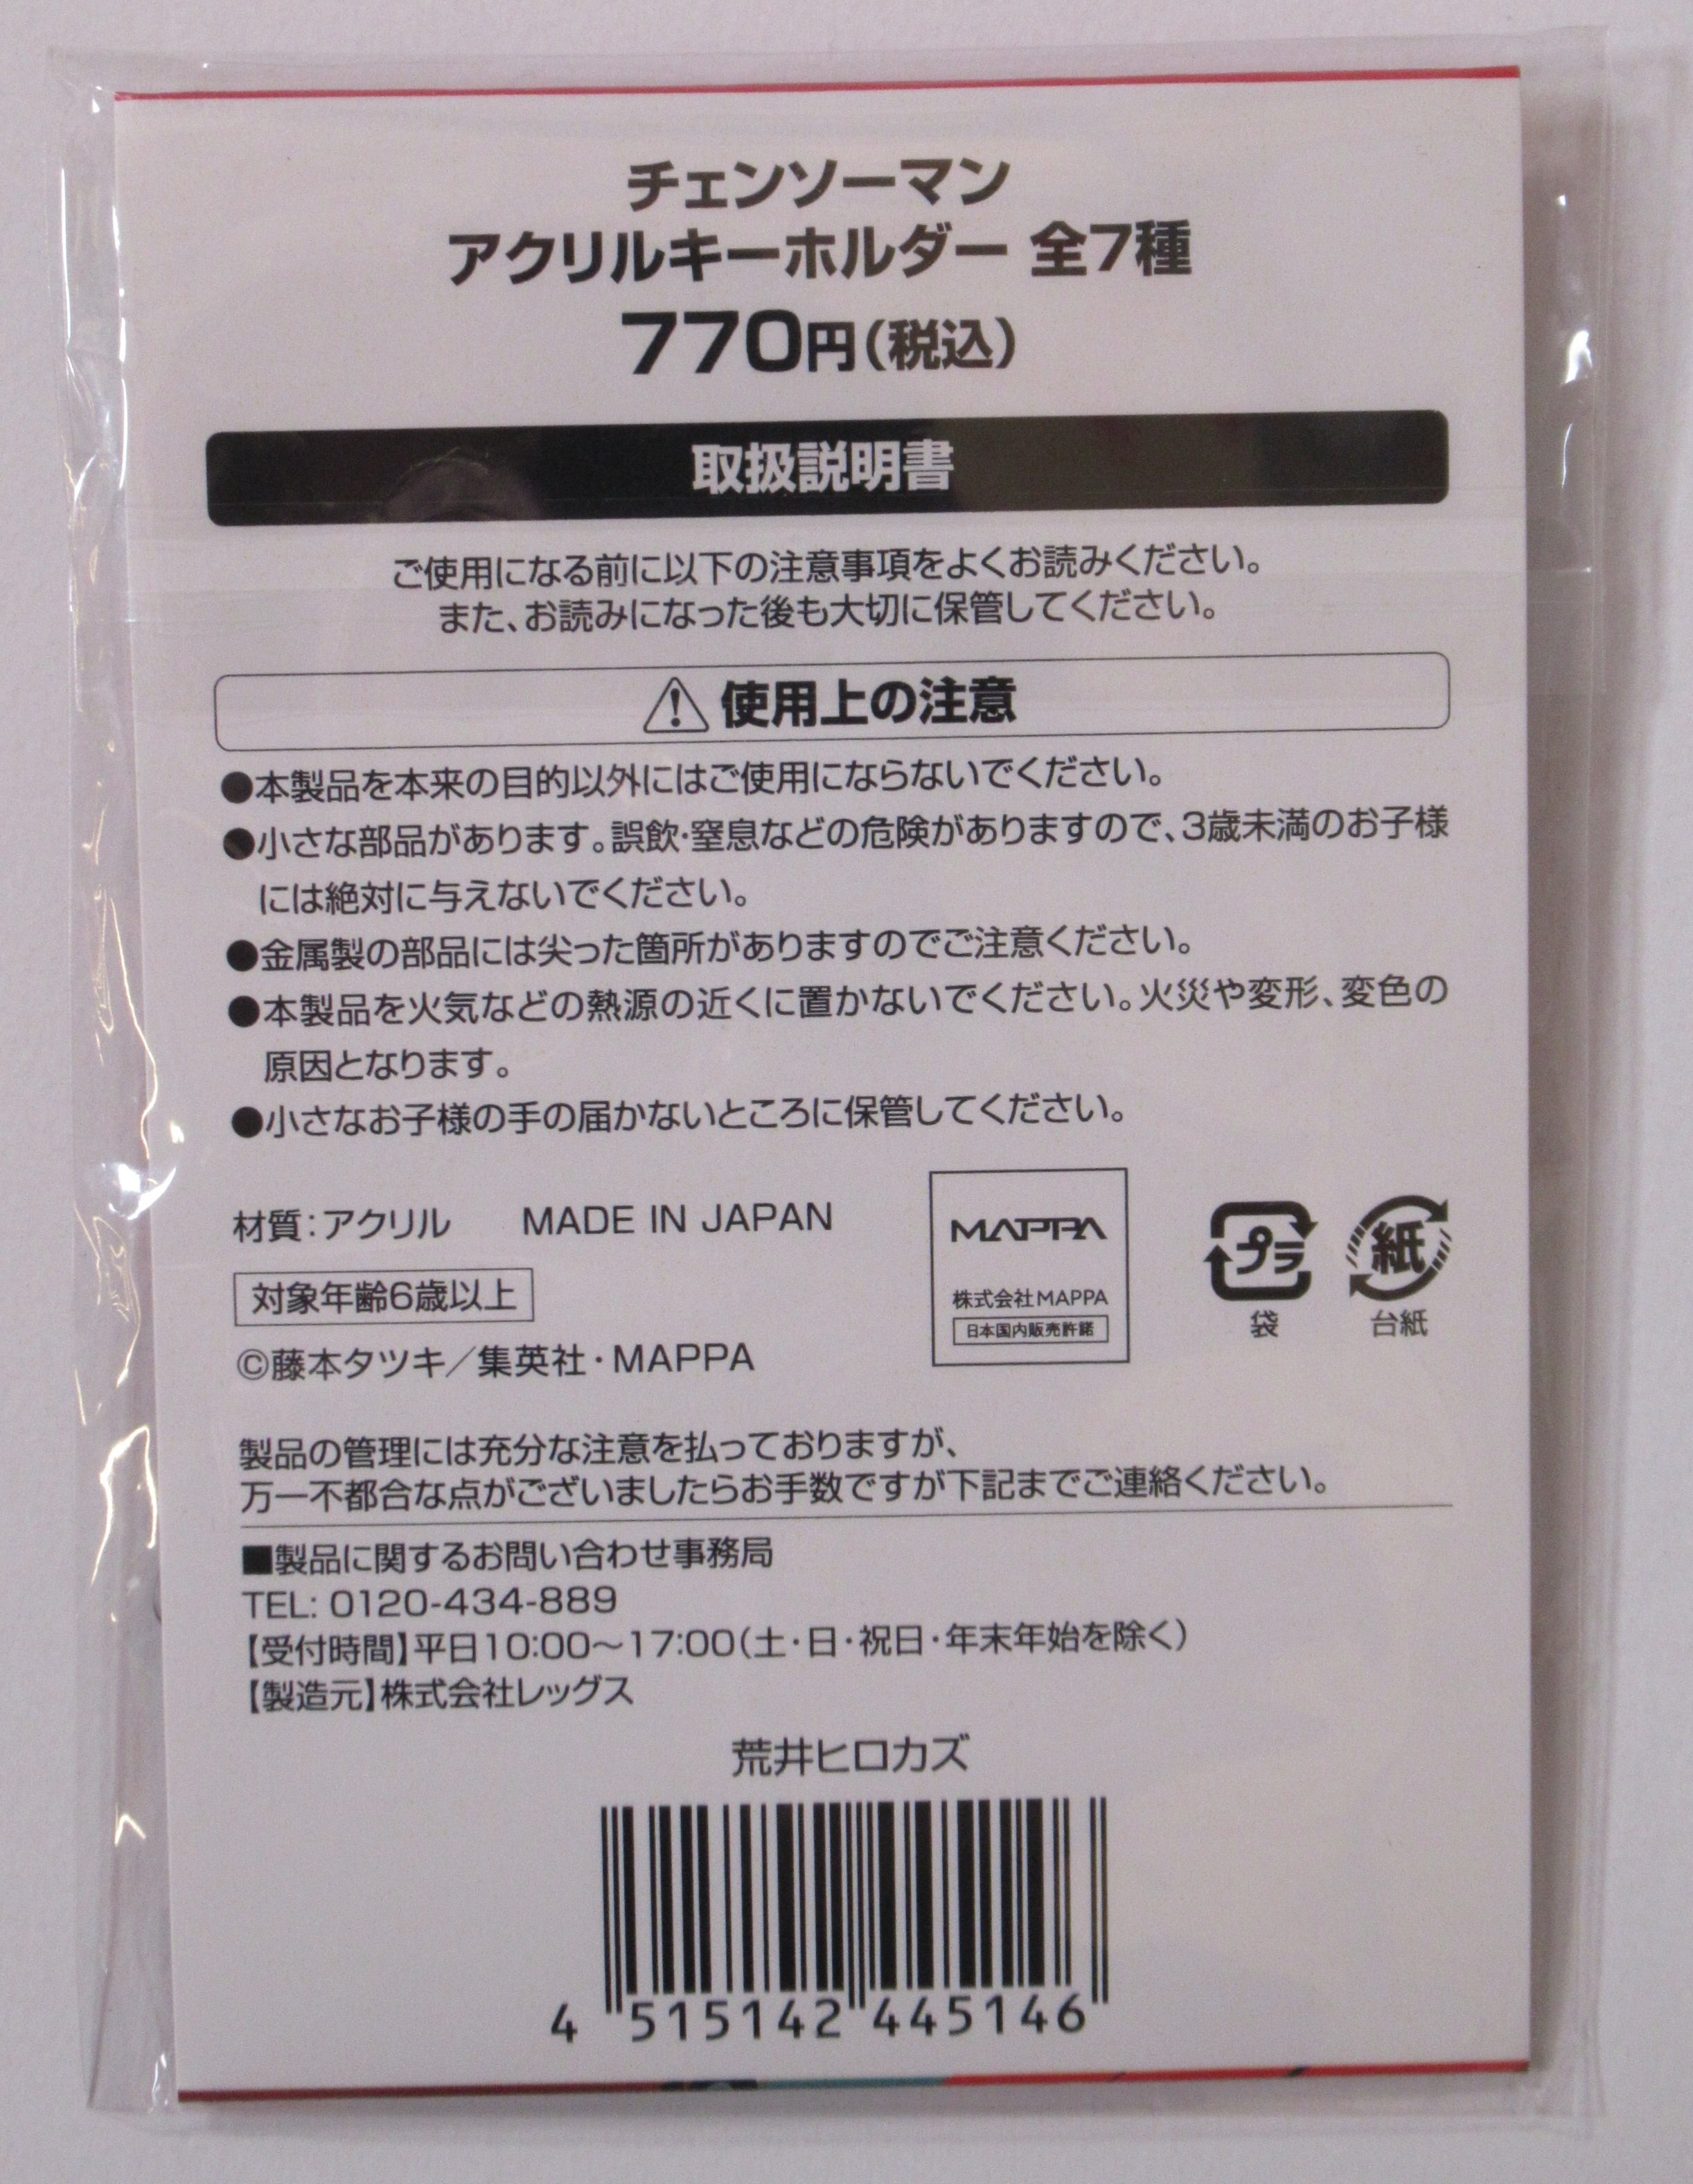 チェンソーマン
アクリルキーホルダー 全7種
770円(税込)
取扱説明書
ご使用になる前に以下の注意事項をよくお読みください。
また、お読みになった後も大切に保管してください。
使用上の注意
●本製品を本来の目的以外にはご使用にならないでください。
●小さな部品があります。誤飲・窒息などの危険がありますので、3歳未満のお子様
には絶対に与えないでください。
●金属製の部品には尖った箇所がありますのでご注意ください。
●本製品を火気などの熱源の近くに置かないでください。火災や変形、変色の
原因となります。
●小さなお子様の手の届かないところに保管してください。
材質:アクリル MADE IN JAPAN
対象年齢6歳以上
©藤本タツキ/集英社・MAPPA
MAPPA
株式会社MAPPA
日本国内販売許諾
プラ
袋
紙
台紙
製品の管理には充分な注意を払っておりますが、
万一不都合な点がございましたらお手数ですが下記までご連絡ください。
■製品に関するお問い合わせ事務局
TEL: 0120-434-889
【受付時間】平日10:00〜17:00(土・日・祝日・年末年始を除く)
【製造元】株式会社レッグス
荒井ヒロカズ
4 515142 445146